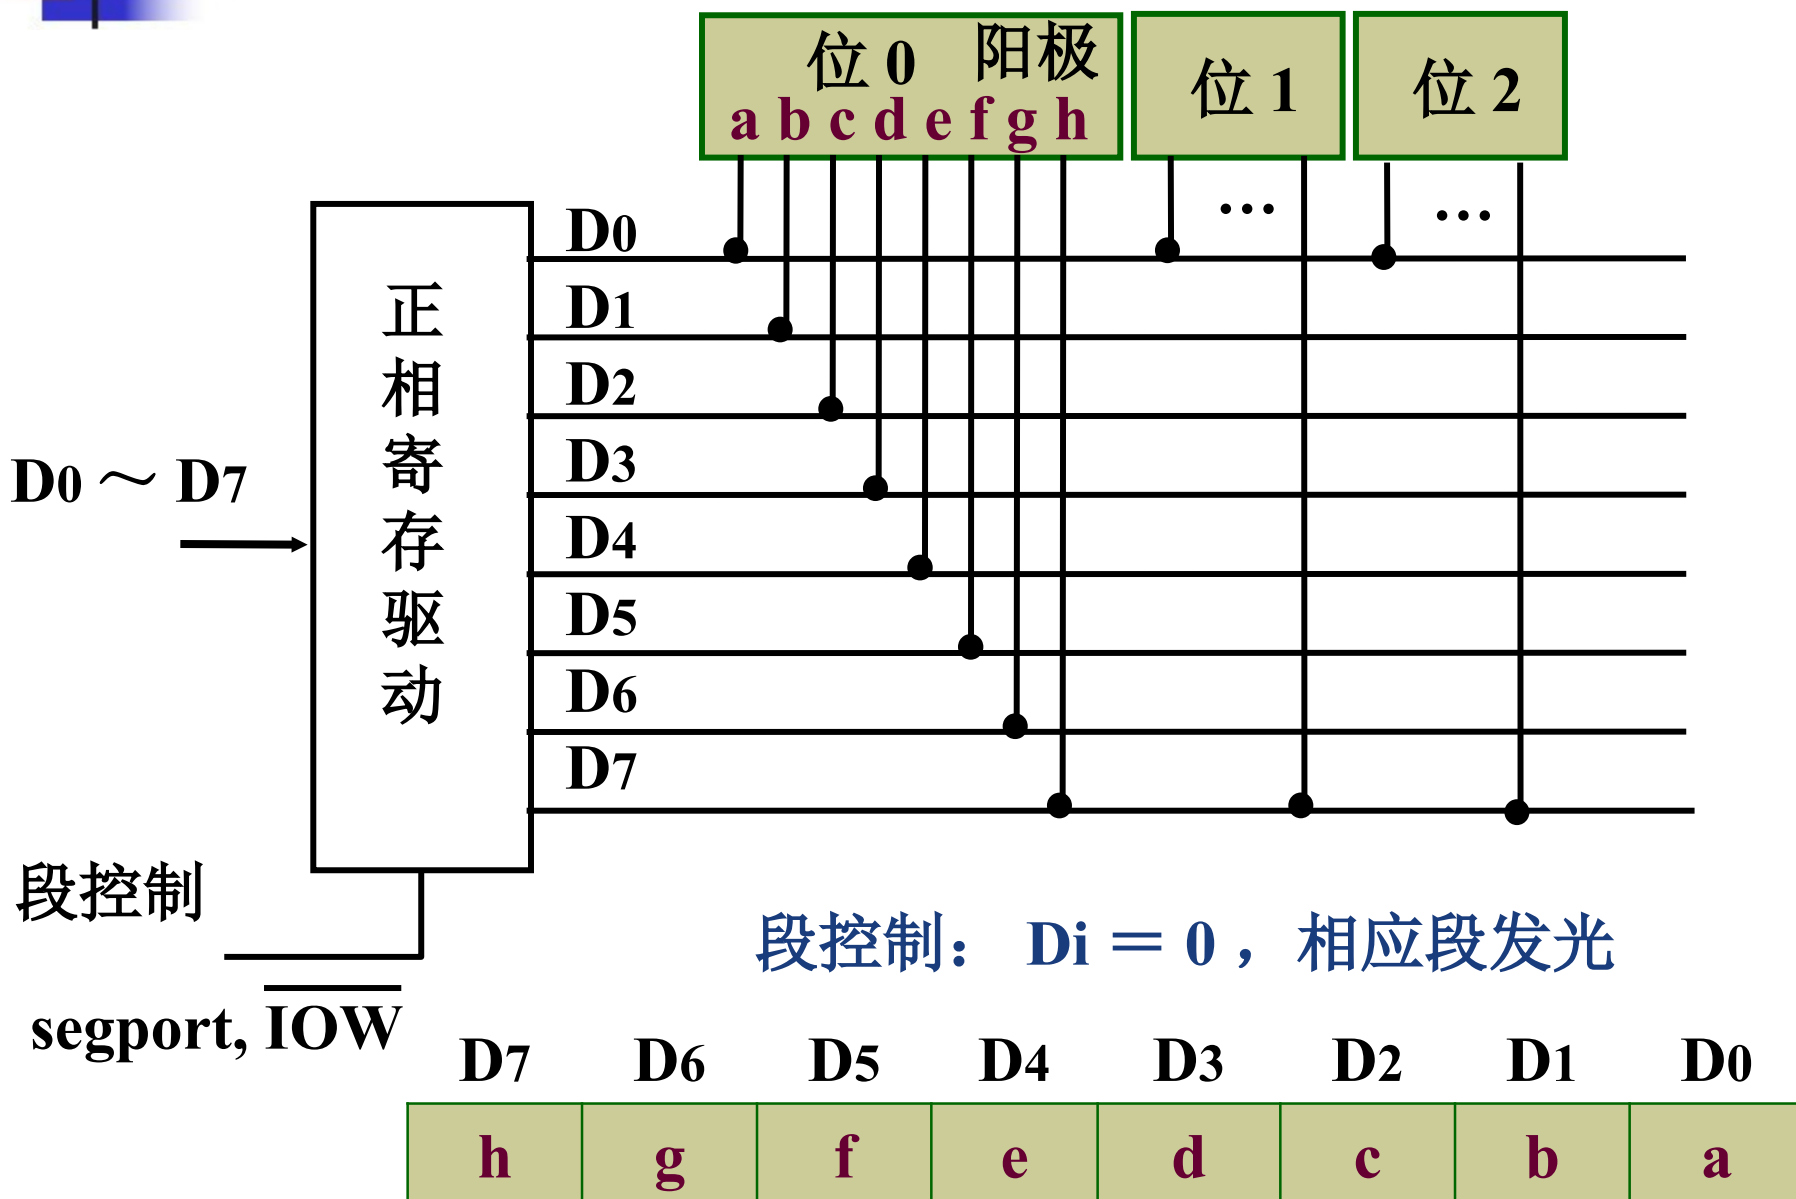 位 0 阳极
a b c d e f g h
位 1
位 2
…
…
正相寄存驱动
D0
D1
D2
D3
D4
D5
D6
D7
D0 ～ D7
段控制
segport, IOW
段控制： Di ＝ 0 ，相应段发光
D7 D6 D5 D4 D3 D2 D1 D0
h g f e d c b a